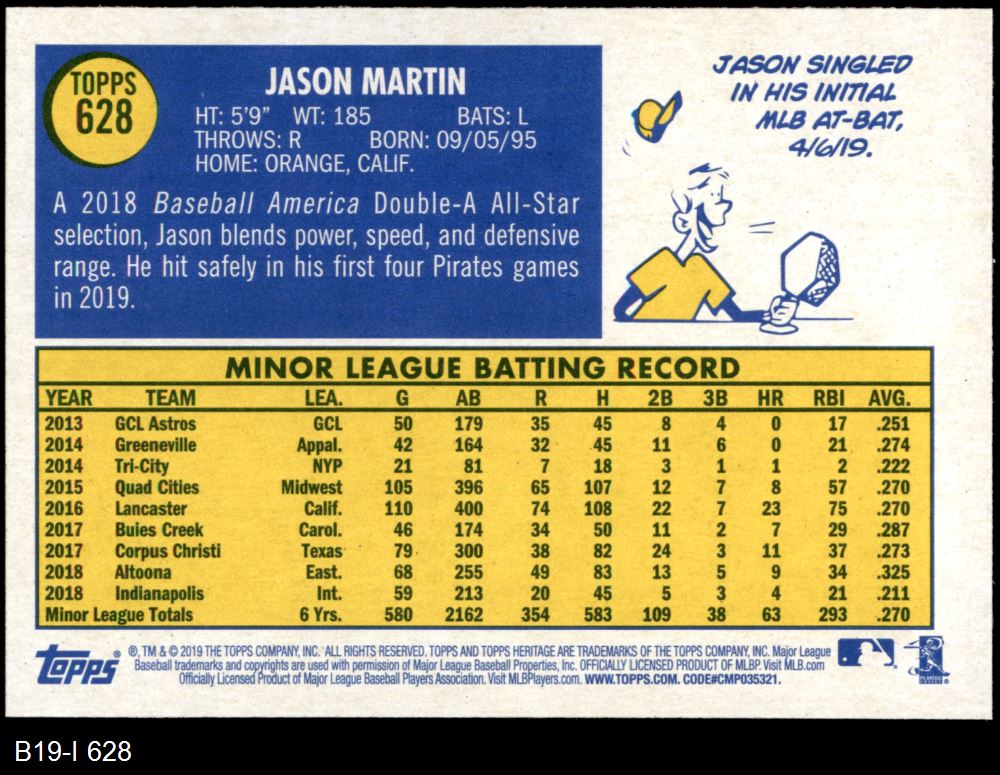 TOPPS
628
JASON MARTIN
HT: 5'9" WT: 185 BATS: L
THROWS: R BORN: 09/05/95
HOME: ORANGE, CALIF.
A 2018 Baseball America Double-A All-Star
selection, Jason blends power, speed, and defensive
range. He hit safely in his first four Pirates games
in 2019.
JASON SINGLED
IN HIS INITIAL
MLB AT-BAT,
4/6/19.
MINOR LEAGUE BATTING RECORD
YEAR TEAM LEA. G AB R H 2B 3B HR RBI AVG.
2013 GCL Astros GCL 50 179 35 45 8 4 0 17 .251
2014 Greeneville Appal. 42 164 32 45 11 6 0 21 .274
2014 Tri-City NYP 21 81 7 18 3 1 1 2 .222
2015 Quad Cities Midwest 105 396 65 107 12 7 8 57 .270
2016 Lancaster Calif. 110 400 74 108 22 7 23 75 .270
2017 Buies Creek Carol. 46 174 34 50 11 2 7 29 .287
2017 Corpus Christi Texas 79 300 38 82 24 3 11 37 .273
2018 Altoona East. 68 255 49 83 13 5 9 34 .325
2018 Indianapolis Int. 59 213 20 45 5 3 4 21 .211
Minor League Totals 6 Yrs. 580 2162 354 583 109 38 63 293 .270
Topps®
®, TM & © 2019 THE TOPPS COMPANY, INC. ALL RIGHTS RESERVED. TOPPS AND TOPPS HERITAGE ARE TRADEMARKS OF THE TOPPS COMPANY, INC. Major League
Baseball trademarks and copyrights are used with permission of Major League Baseball Properties, Inc. OFFICIALLY LICENSED PRODUCT OF MLBP. Visit MLB.com
Officially Licensed Product of Major League Baseball Players Association. Visit MLBPlayers.com. WWW.TOPPS.COM. CODE#CMP035321.
B19-I 628